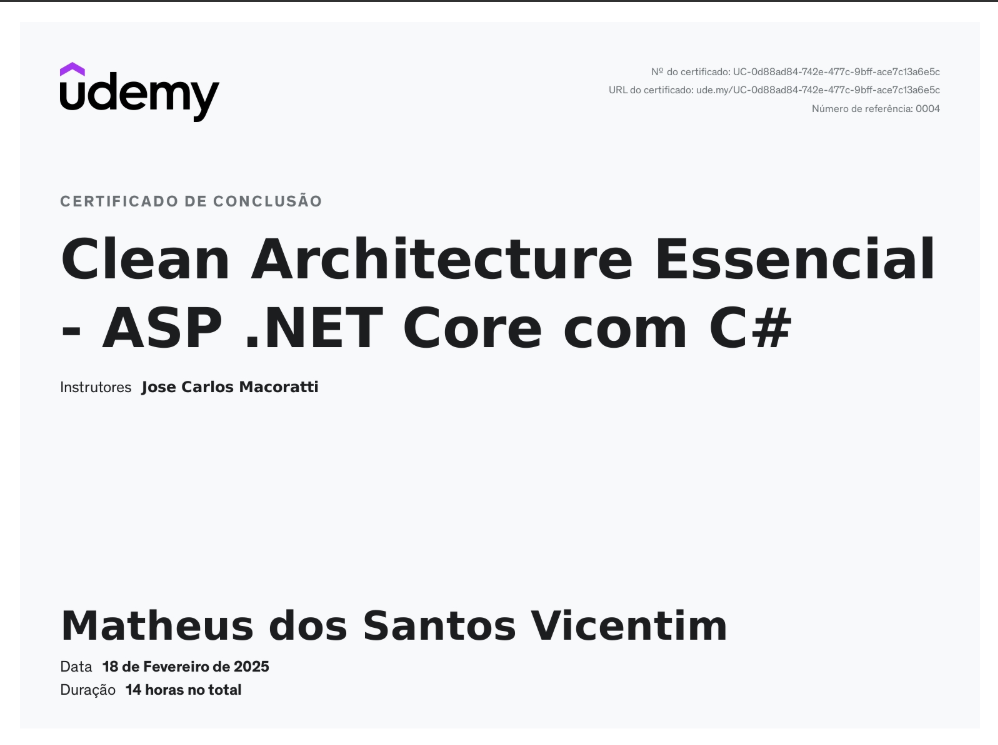 udemy
Nº do certificado: UC-0d88ad84-742e-477c-9bff-ace7c13a6e5c
URL do certificado: ude.my/UC-0d88ad84-742e-477c-9bff-ace7c13a6e5c
Número de referência: 0004
CERTIFICADO DE CONCLUSÃO
Clean Architecture Essencial
- ASP .NET Core com C#
Instrutores Jose Carlos Macoratti
Matheus dos Santos Vicentim
Data 18 de Fevereiro de 2025
Duração 14 horas no total